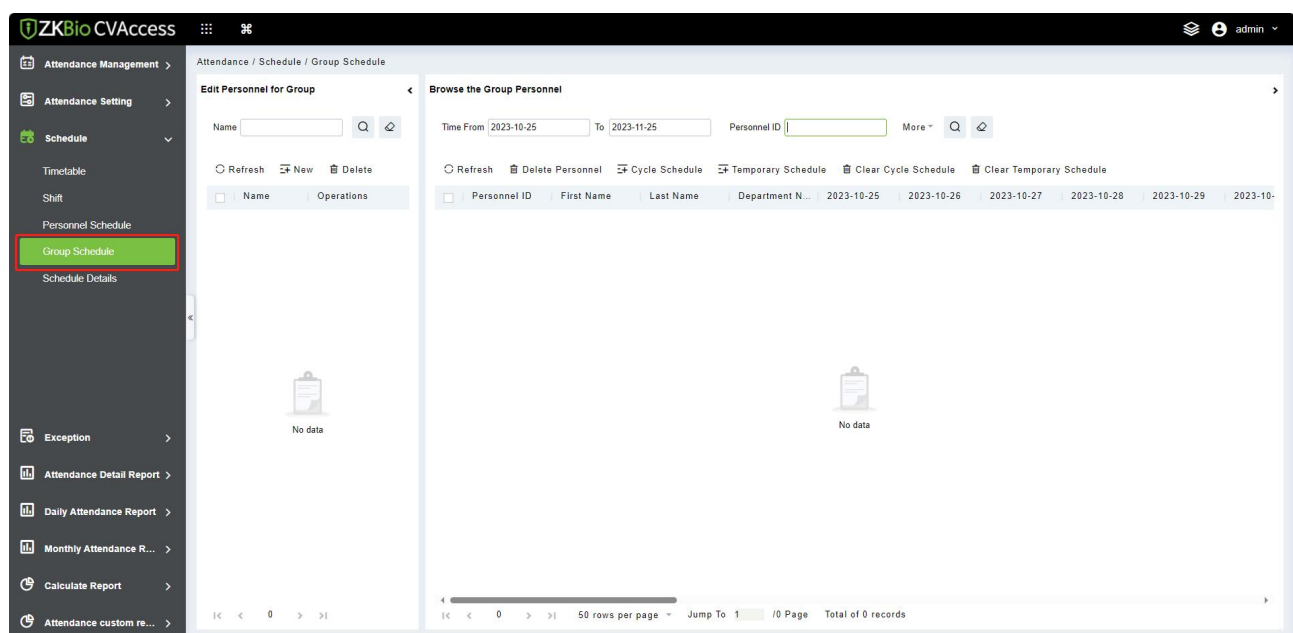 ZKBio CVAccess
admin
Attendance Management
Attendance Setting
Schedule
Timetable
Shift
Personnel Schedule
Group Schedule
Schedule Details
Exception
Attendance Detail Report
Daily Attendance Report
Monthly Attendance R...
Calculate Report
Attendance custom re...
Attendance / Schedule / Group Schedule
Edit Personnel for Group
Name
Refresh New Delete
Name Operations
No data
0
Browse the Group Personnel
Time From 2023-10-25 To 2023-11-25 Personnel ID More
Refresh Delete Personnel Cycle Schedule Temporary Schedule Clear Cycle Schedule Clear Temporary Schedule
Personnel ID First Name Last Name Department N... 2023-10-25 2023-10-26 2023-10-27 2023-10-28 2023-10-29 2023-10-
No data
0 50 rows per page Jump To 1 /0 Page Total of 0 records